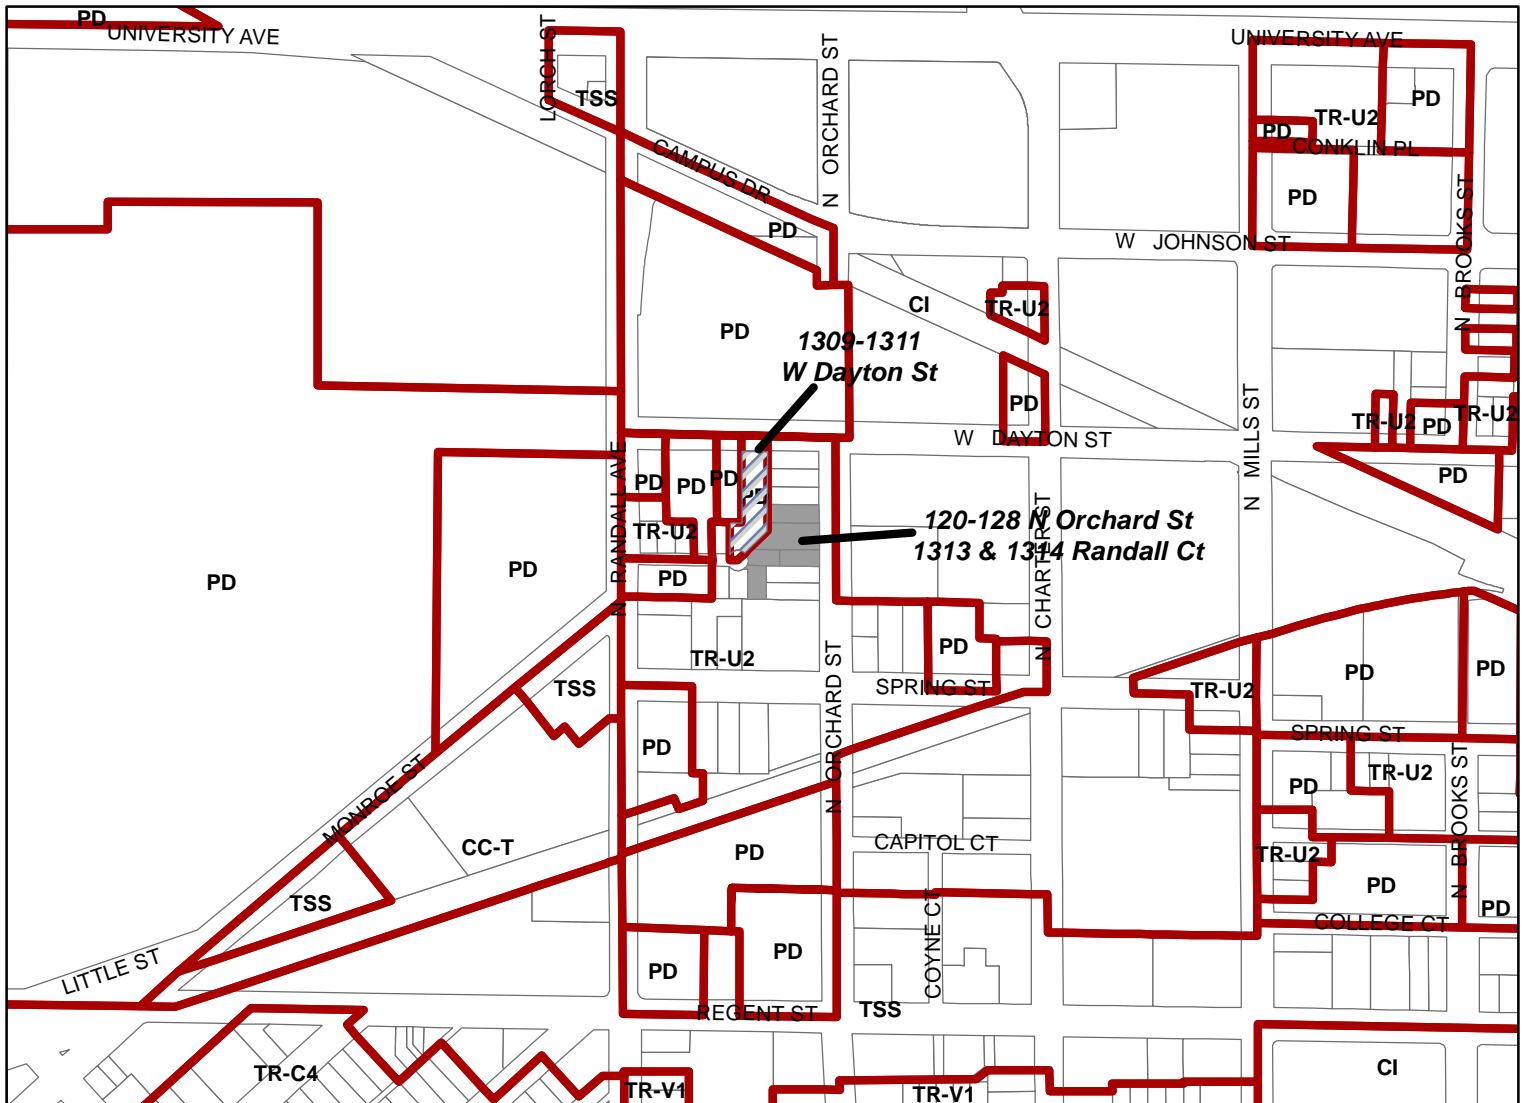 PD
UNIVERSITY AVE
LORCH ST
TSS
N ORCHARD ST
UNIVERSITY AVE
PD
TR-U2
PD
CONKLIN PL
PD
N BROOKS ST
CAMPUS DR
PD
W JOHNSON ST
CI
TR-U2
PD
1309-1311
W Dayton St
PD
N MILLS ST
TR-U2
PD
TR-U2
W DAYTON ST
PD
N RANDALL AVE
PD
PD
PD
TR-U2
PD
120-128 N Orchard St
1313 & 1314 Randall Ct
N CHARTER ST
PD
PD
TR-U2
PD
SPRING ST
TSS
N ORCHARD ST
PD
PD
TR-U2
SPRING ST
PD
MONROE ST
PD
TR-U2
N BROOKS ST
CC-T
PD
CAPITOL CT
TR-U2
PD
TSS
PD
COLLEGE CT
COYNE CT
PD
PD
LITTLE ST
REGENT ST
TSS
TR-C4
CI
TR-V1
TR-V1